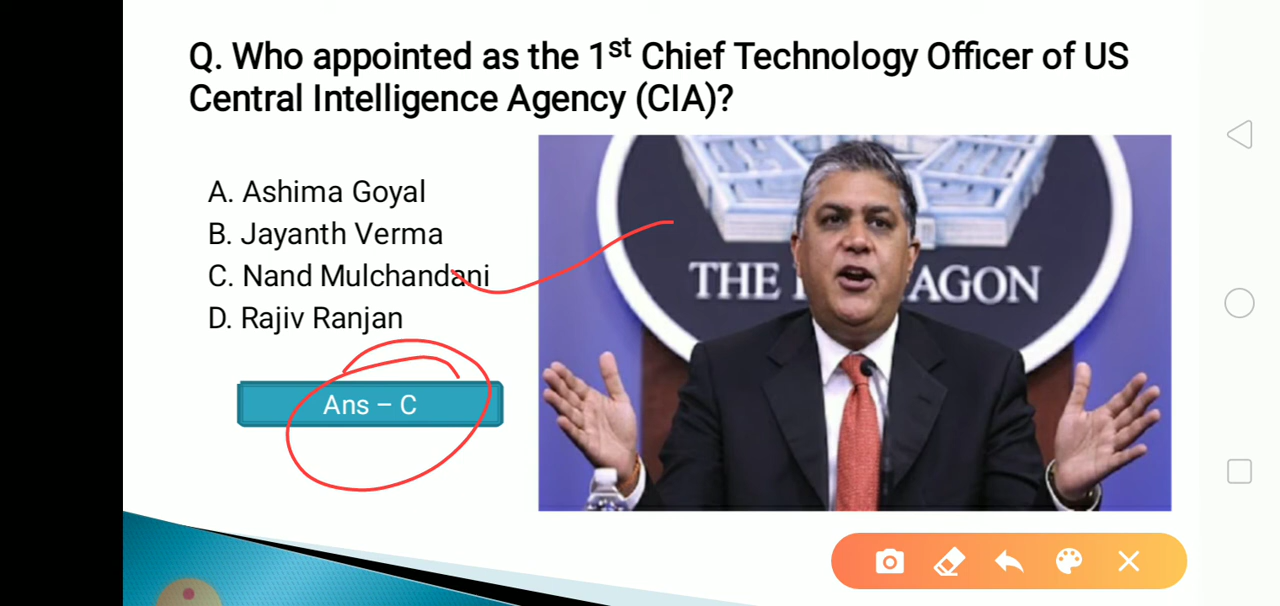 Q. Who appointed as the 1st Chief Technology Officer of US
Central Intelligence Agency (CIA)?
A. Ashima Goyal
B. Jayanth Verma
C. Nand Mulchandani
D. Rajiv Ranjan
Ans – C
THE AGON